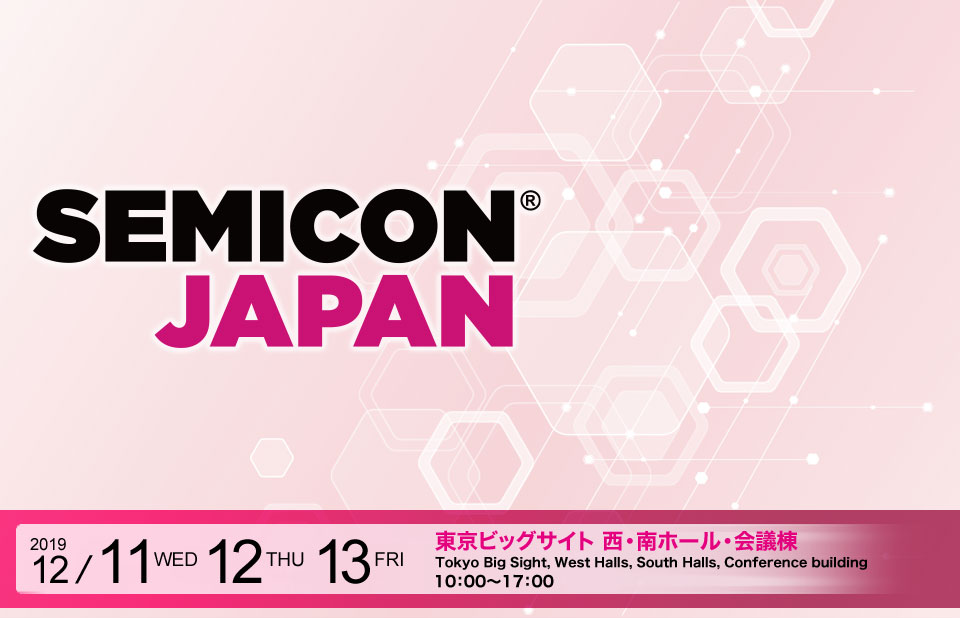 SEMICON®
JAPAN
2019
12/11WED 12THU 13FRI
東京ビッグサイト 西・南ホール・会議棟
Tokyo Big Sight, West Halls, South Halls, Conference building
10:00～17:00